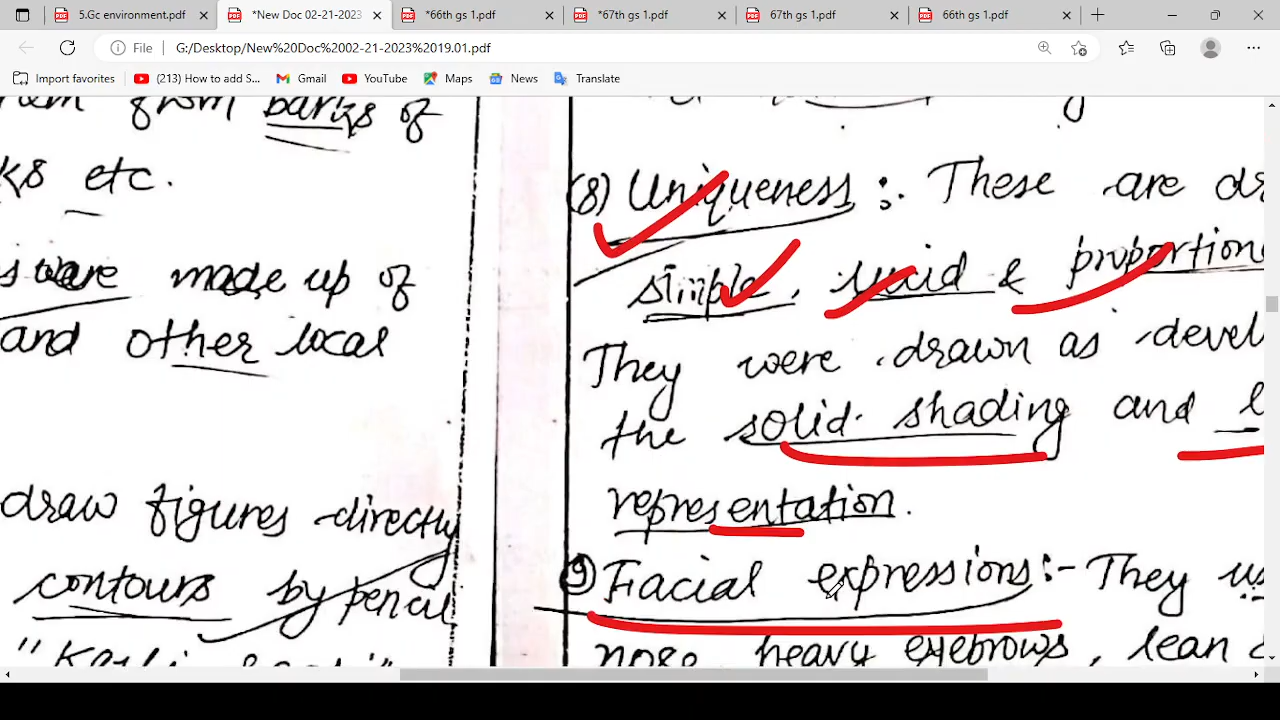 5.Gc environment.pdf
*New Doc 02-21-2023
*66th gs 1.pdf
*67th gs 1.pdf
67th gs 1.pdf
66th gs 1.pdf
File G:/Desktop/New%20Doc%2002-21-2023%2019.01.pdf
Import favorites
(213) How to add S...
Gmail
YouTube
Maps
News
Translate
from barks of
ks etc.
were made up of
and other local
draw figures directly
contours by pencil
(8) Uniqueness :- These are
simple, lucid & proportion
They were drawn as devel
the solid shading and
representation.
⑨ Facial expressions :- They us
nose, heavy eyebrows, lean